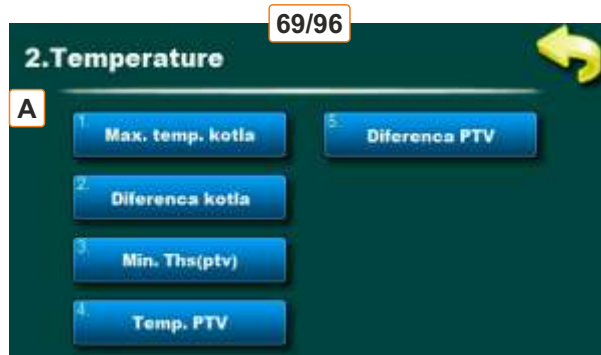 69/96
2.Temperature
A
1. Max. temp. kotla
2. Diferenca kotla
3. Min. Ths(ptv)
4. Temp. PTV
5. Diferenca PTV